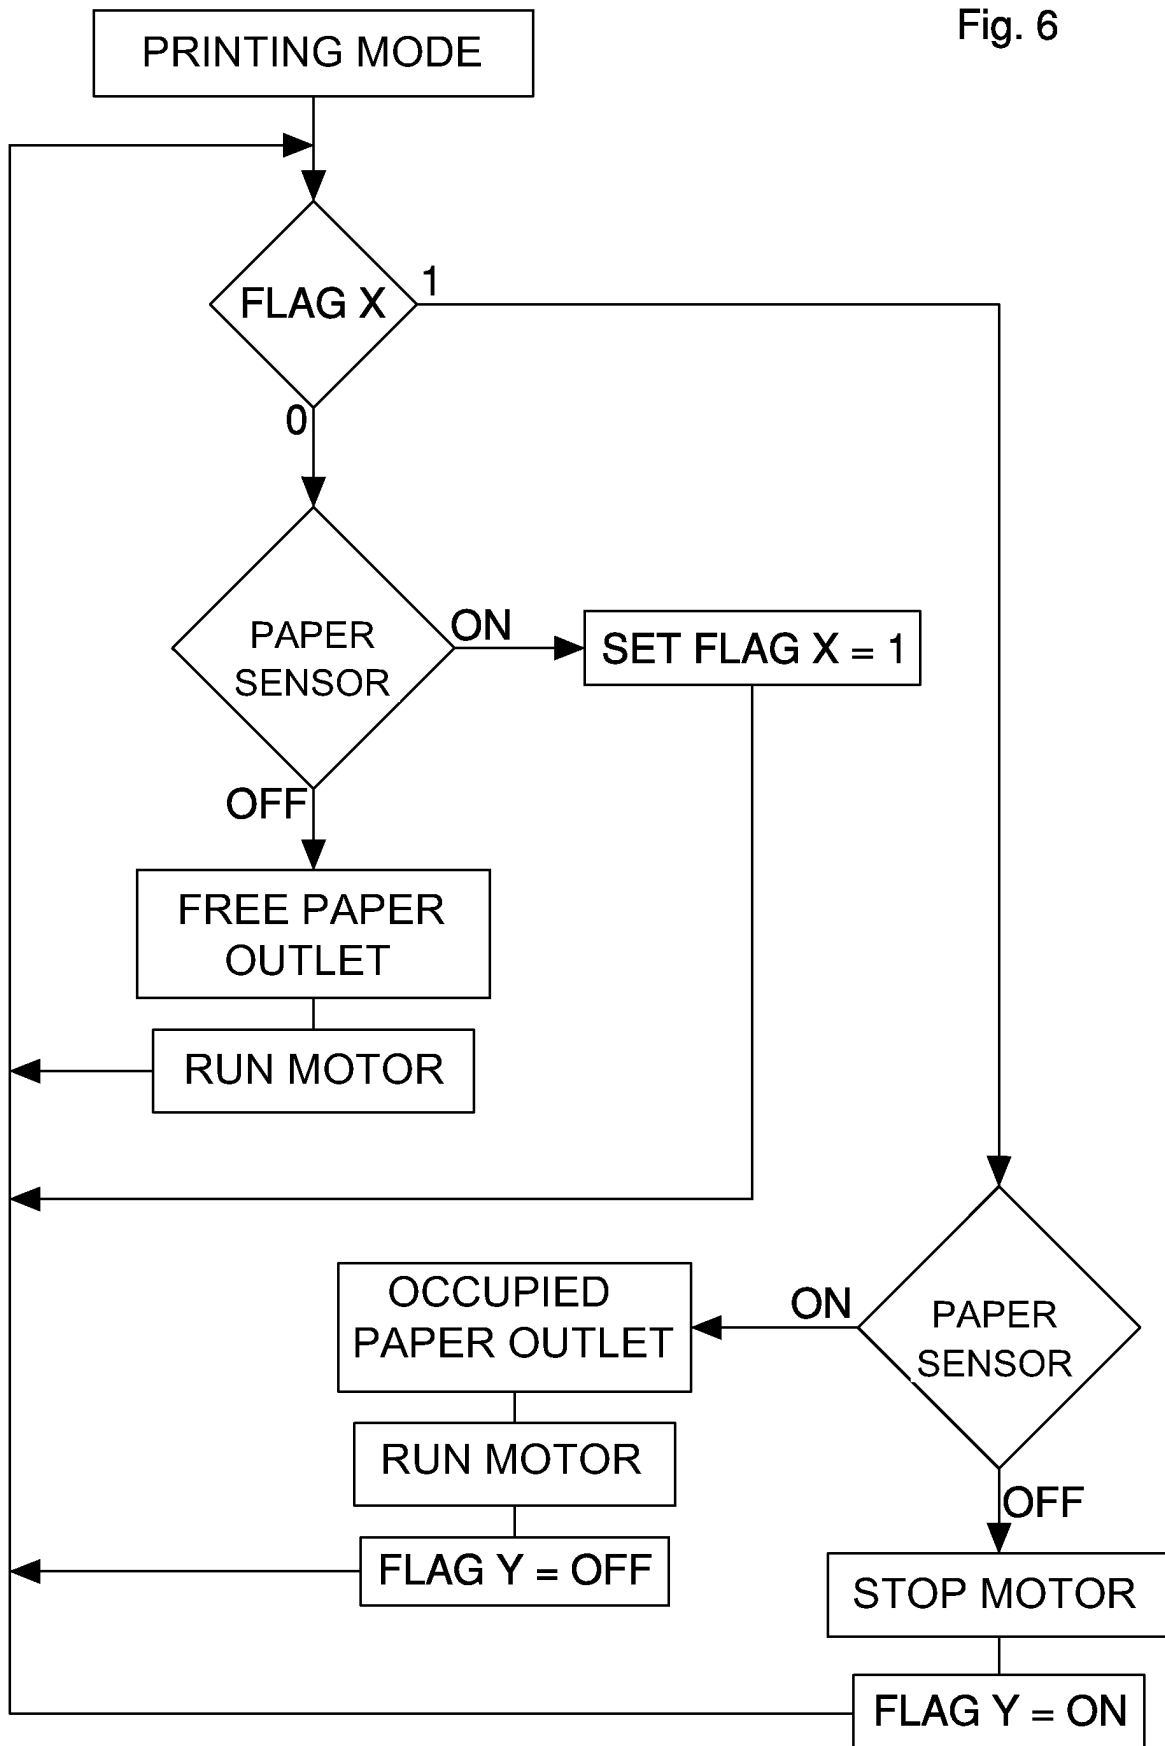 Fig. 6
PRINTING MODE
FLAG X
1
0
PAPER
SENSOR
ON
SET FLAG X = 1
OFF
FREE PAPER
OUTLET
RUN MOTOR
PAPER
SENSOR
ON
OCCUPIED
PAPER OUTLET
RUN MOTOR
FLAG Y = OFF
OFF
STOP MOTOR
FLAG Y = ON